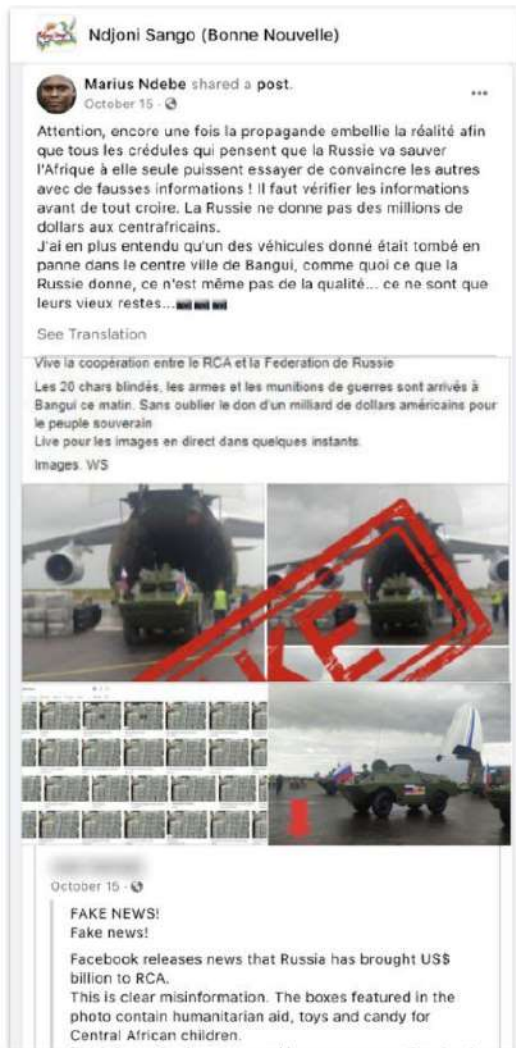 Ndjoni Sango (Bonne Nouvelle)
Marius Ndebe shared a post.
October 15 ·
Attention, encore une fois la propagande embellie la réalité afin
que tous les crédules qui pensent que la Russie va sauver
l'Afrique à elle seule puissent essayer de convaincre les autres
avec de fausses informations ! Il faut vérifier les informations
avant de tout croire. La Russie ne donne pas des millions de
dollars aux centrafricains.
J'ai en plus entendu qu'un des véhicules donné était tombé en
panne dans le centre ville de Bangui, comme quoi ce que la
Russie donne, ce n'est même pas de la qualité... ce ne sont que
leurs vieux restes...
See Translation
Vive la coopération entre le RCA et la Federation de Russie
Les 20 chars blindés, les armes et les munitions de guerres sont arrivés à
Bangui ce matin. Sans oublier le don d'un milliard de dollars américains pour
le peuple souverain
Live pour les images en direct dans quelques instants.
Images. WS
FAKE
October 15 ·
FAKE NEWS!
Fake news!
Facebook releases news that Russia has brought US$
billion to RCA.
This is clear misinformation. The boxes featured in the
photo contain humanitarian aid, toys and candy for
Central African children.